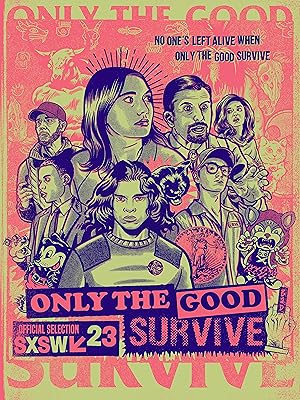 ONLY THE GOOD
NO ONE'S LEFT ALIVE WHEN
ONLY THE GOOD SURVIVE
ONLY THE GOOD
SURVIVE
OFFICIAL SELECTION
SXSW 23
SURVIVE